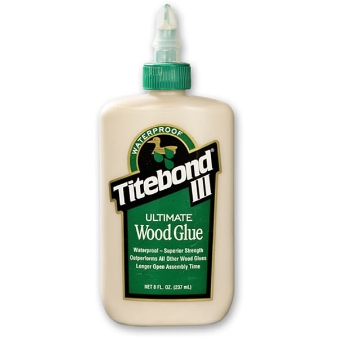 WATERPROOF
Titebond
III
ULTIMATE
Wood Glue
Waterproof – Superior Strength
Outperforms All Other Wood Glues
Longer Open Assembly Time
NET 8 FL. OZ. (237 mL)